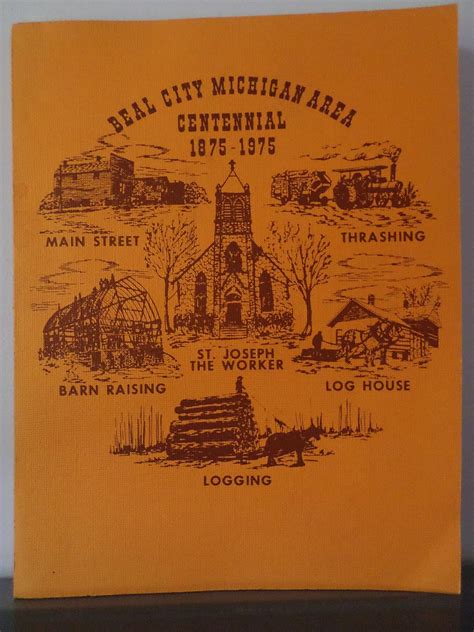 BEAL CITY MICHIGAN AREA
CENTENNIAL
1875-1975
MAIN STREET
THRASHING
BARN RAISING
ST. JOSEPH
THE WORKER
LOG HOUSE
LOGGING